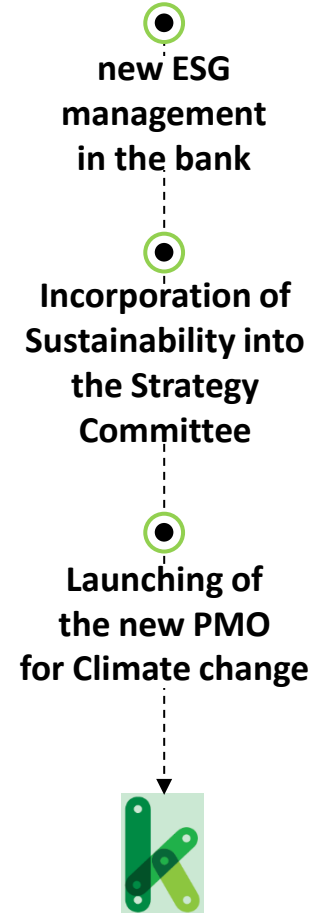 new ESG
management
in the bank
Incorporation of
Sustainability into
the Strategy
Committee
Launching of
the new PMO
for Climate change